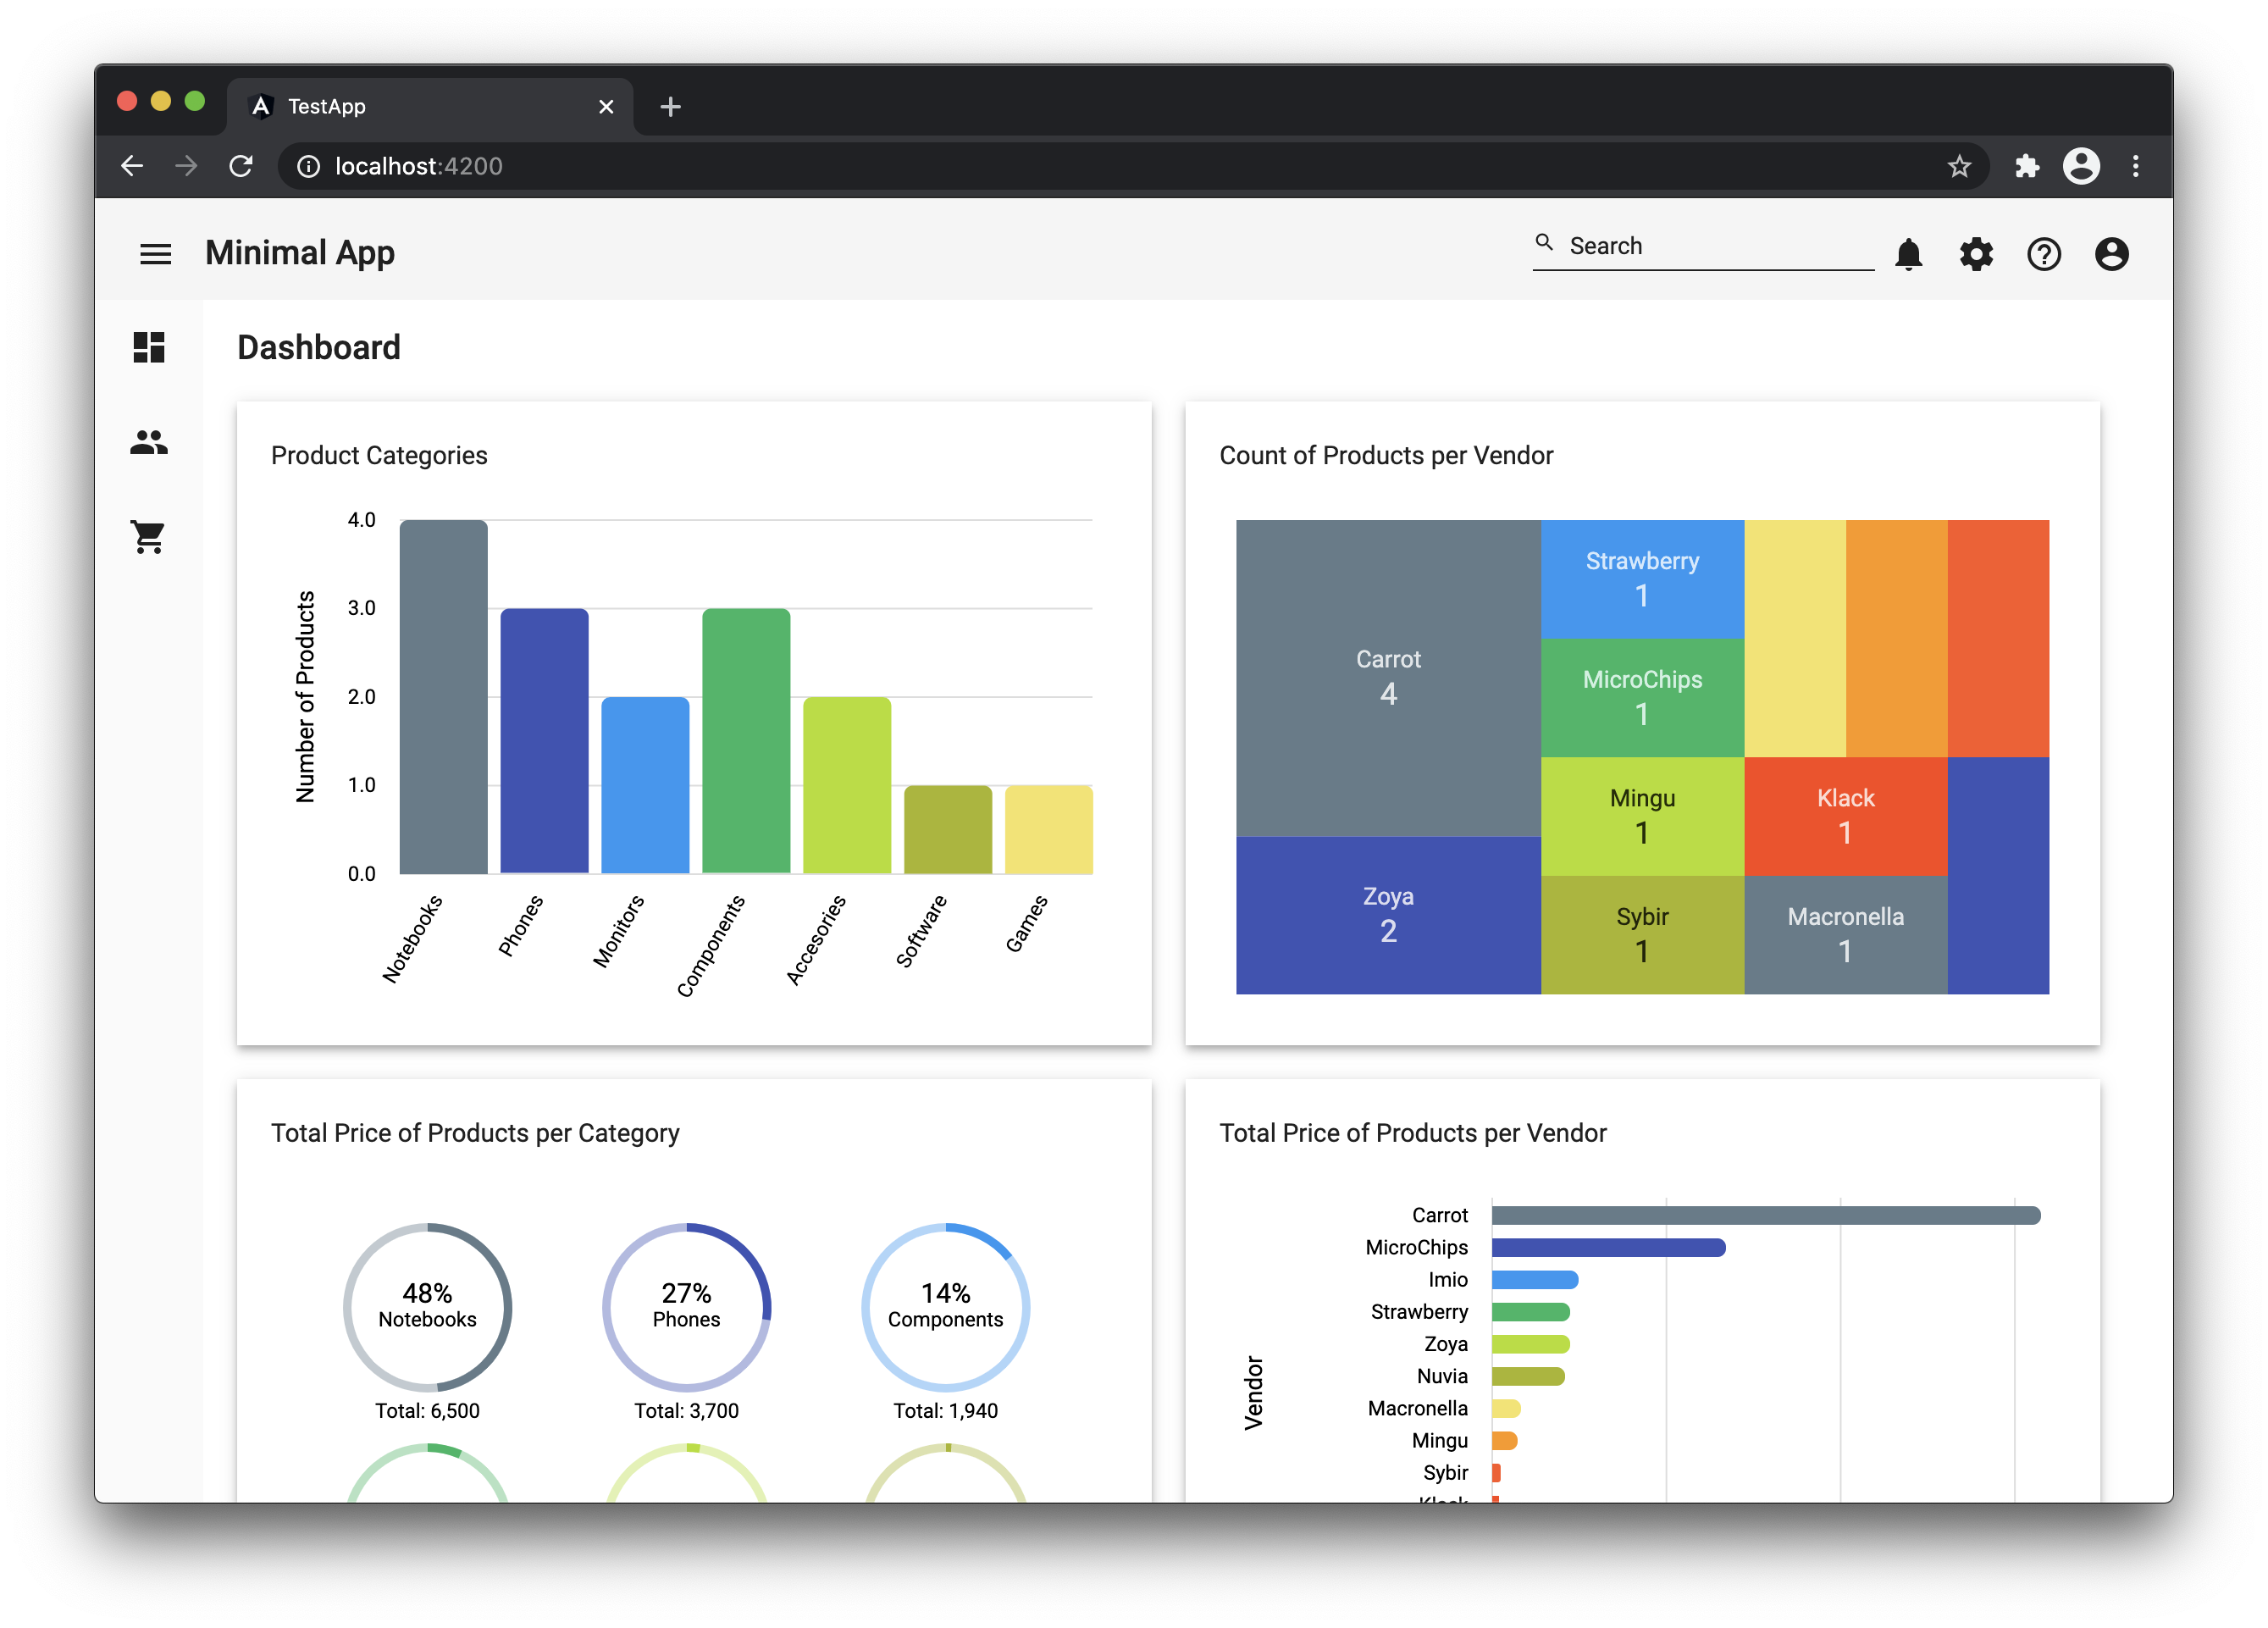 TestApp
localhost:4200
Minimal App
Search
Dashboard
Product Categories
Number of Products
4.0
3.0
2.0
1.0
0.0
Notebooks
Phones
Monitors
Components
Accesories
Software
Games
Count of Products per Vendor
Carrot
4
Zoya
2
Strawberry
1
MicroChips
1
Mingu
1
Sybir
1
Klack
1
Macronella
1
Total Price of Products per Category
48%
Notebooks
Total: 6,500
27%
Phones
Total: 3,700
14%
Components
Total: 1,940
Total Price of Products per Vendor
Vendor
Carrot
MicroChips
Imio
Strawberry
Zoya
Nuvia
Macronella
Mingu
Sybir
Klack